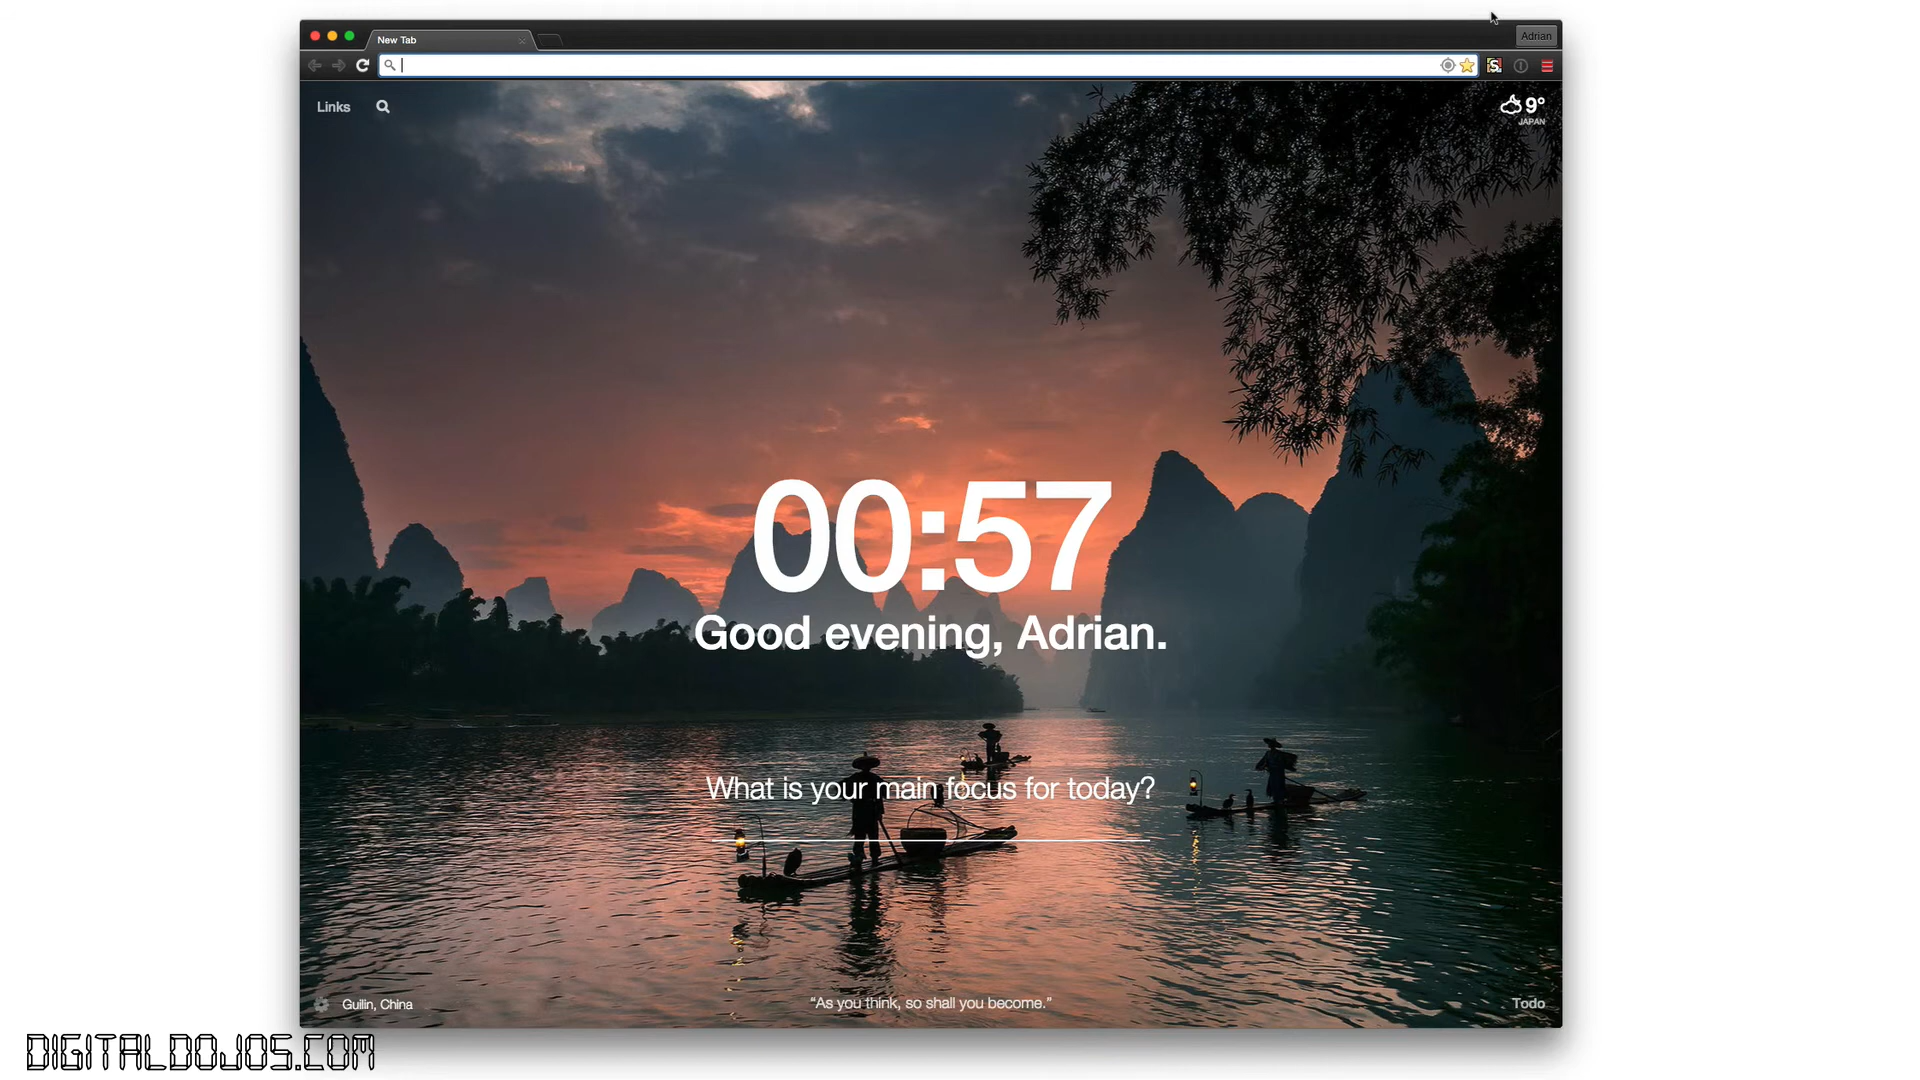 New Tab
Adrian
Links
9°
JAPAN
00:57
Good evening, Adrian.
What is your main focus for today?
Guilin, China
“As you think, so shall you become.”
Todo
DIGITALDOJOS.COM